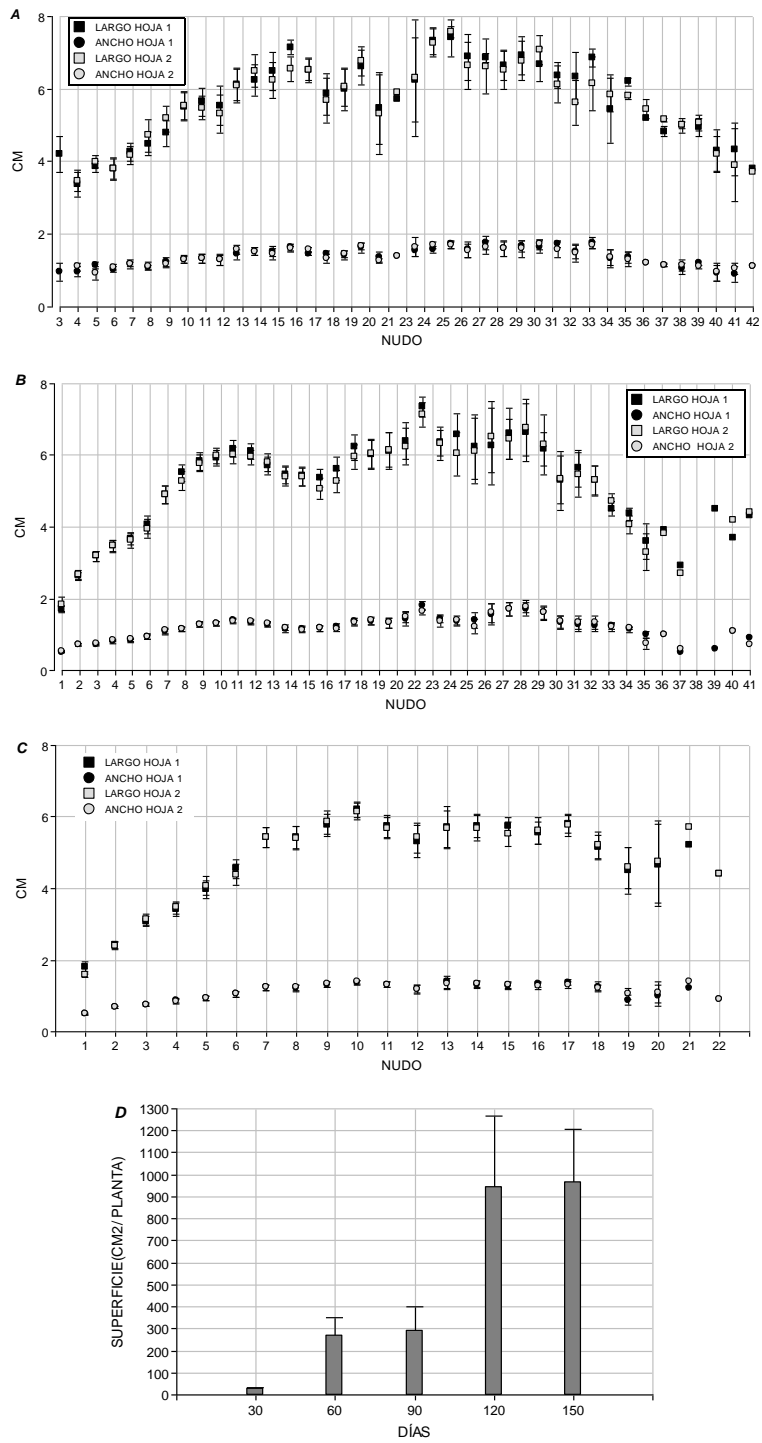 A
8
6
4
2
0
CM
LARGO HOJA 1
ANCHO HOJA 1
LARGO HOJA 2
ANCHO HOJA 2
3 4 5 6 7 8 9 10 11 12 13 14 15 16 17 18 19 20 21 22 23 24 25 26 27 28 29 30 31 32 33 34 35 36 37 38 39 40 41 42
NUDO
B
8
6
4
2
0
CM
LARGO HOJA 1
ANCHO HOJA 1
LARGO HOJA 2
ANCHO HOJA 2
1 2 3 4 5 6 7 8 9 10 11 12 13 14 15 16 17 18 19 20 22 23 24 25 26 27 28 29 30 31 32 33 34 35 36 37 39 40 41
NUDO
C
8
6
4
2
0
CM
LARGO HOJA 1
ANCHO HOJA 1
LARGO HOJA 2
ANCHO HOJA 2
1 2 3 4 5 6 7 8 9 10 11 12 13 14 15 16 17 18 19 20 21 22
NUDO
D
1300
1200
1100
1000
900
800
700
600
500
400
300
200
100
0
SUPERFICIE(CM2/ PLANTA)
30 60 90 120 150
DÍAS